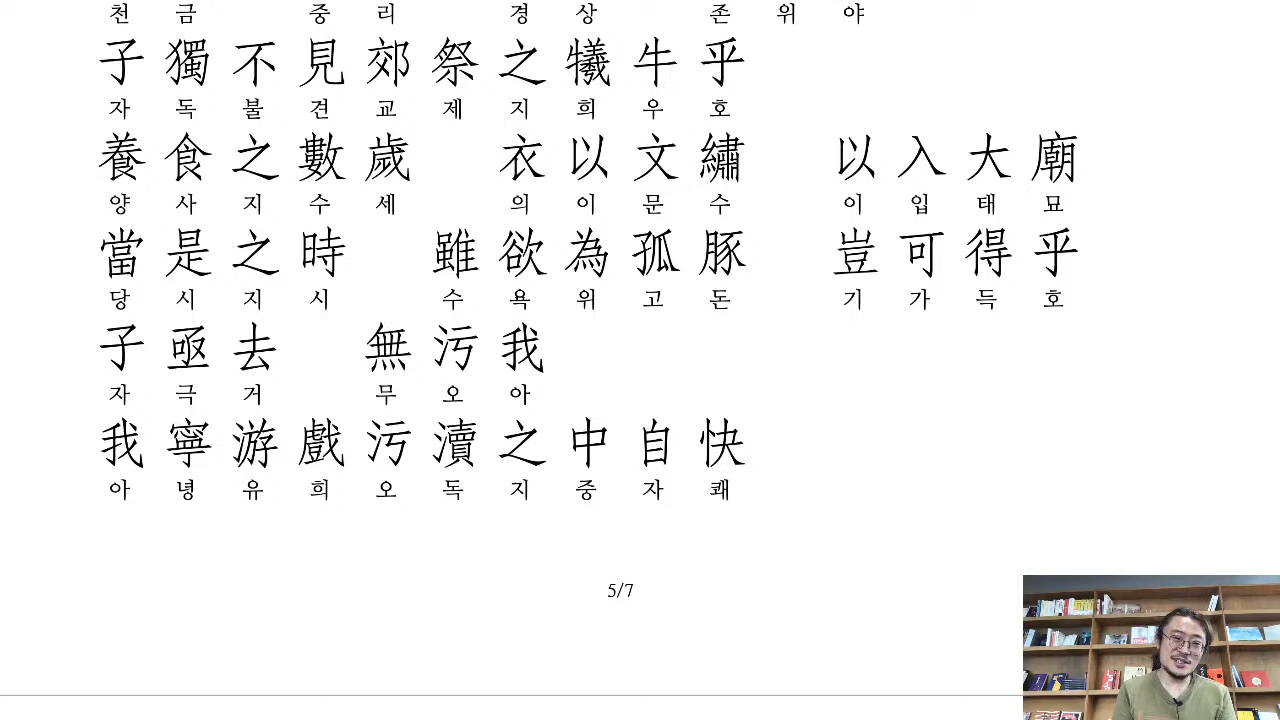 천 금 중 리 경 상 존 위 야
子 獨 不 見 郊 祭 之 犧 牛 乎
자 독 불 견 교 제 지 희 우 호
養 食 之 數 歲 衣 以 文 繡 以 入 大 廟
양 사 지 수 세 의 이 문 수 이 입 태 묘
當 是 之 時 雖 欲 為 孤 豚 豈 可 得 乎
당 시 지 시 수 욕 위 고 돈 기 가 득 호
子 亟 去 無 污 我
자 극 거 무 오 아
我 寧 游 戲 污 瀆 之 中 自 快
아 녕 유 희 오 독 지 중 자 쾌
5/7